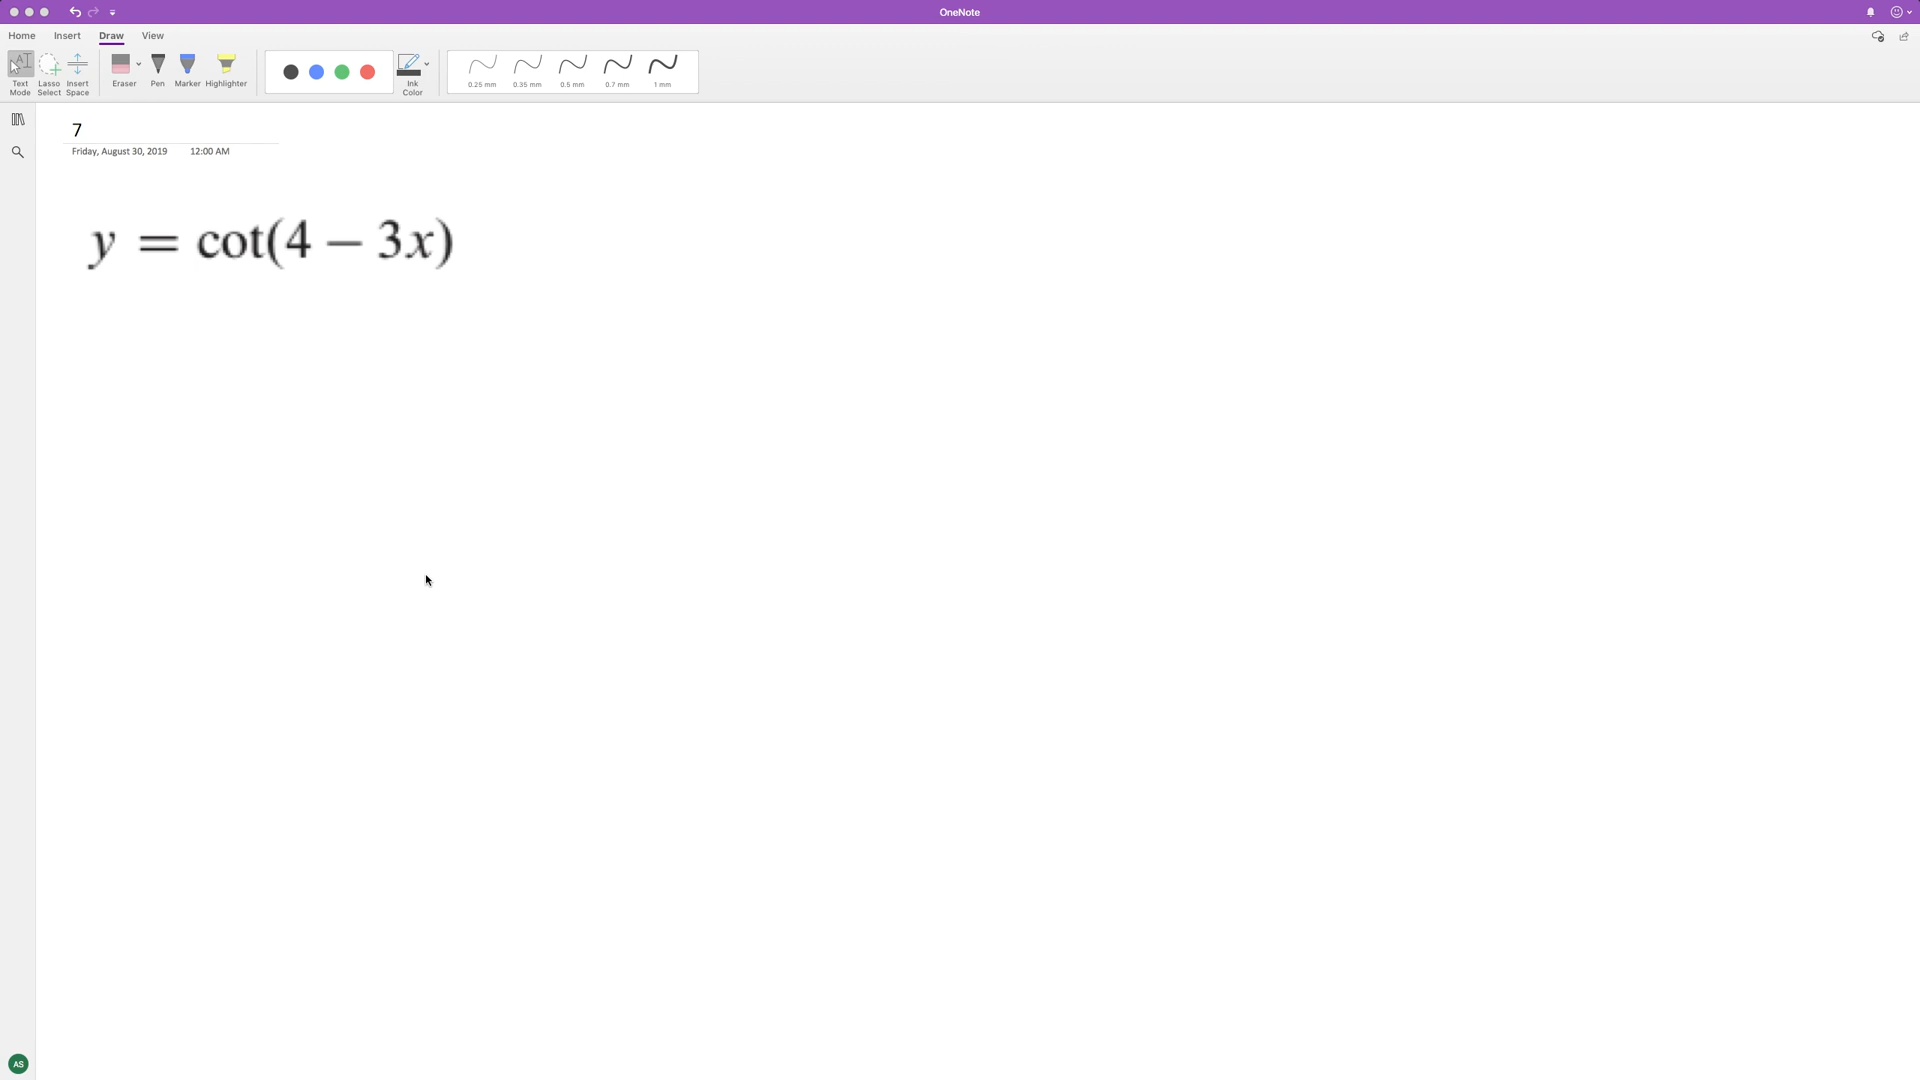 OneNote
Home Insert Draw View
Text Mode Lasso Select Insert Space Eraser Pen Marker Highlighter Ink Color 0.25 mm 0.35 mm 0.5 mm 0.7 mm 1 mm
7
Friday, August 30, 2019 12:00 AM
y = cot(4 − 3x)
AS